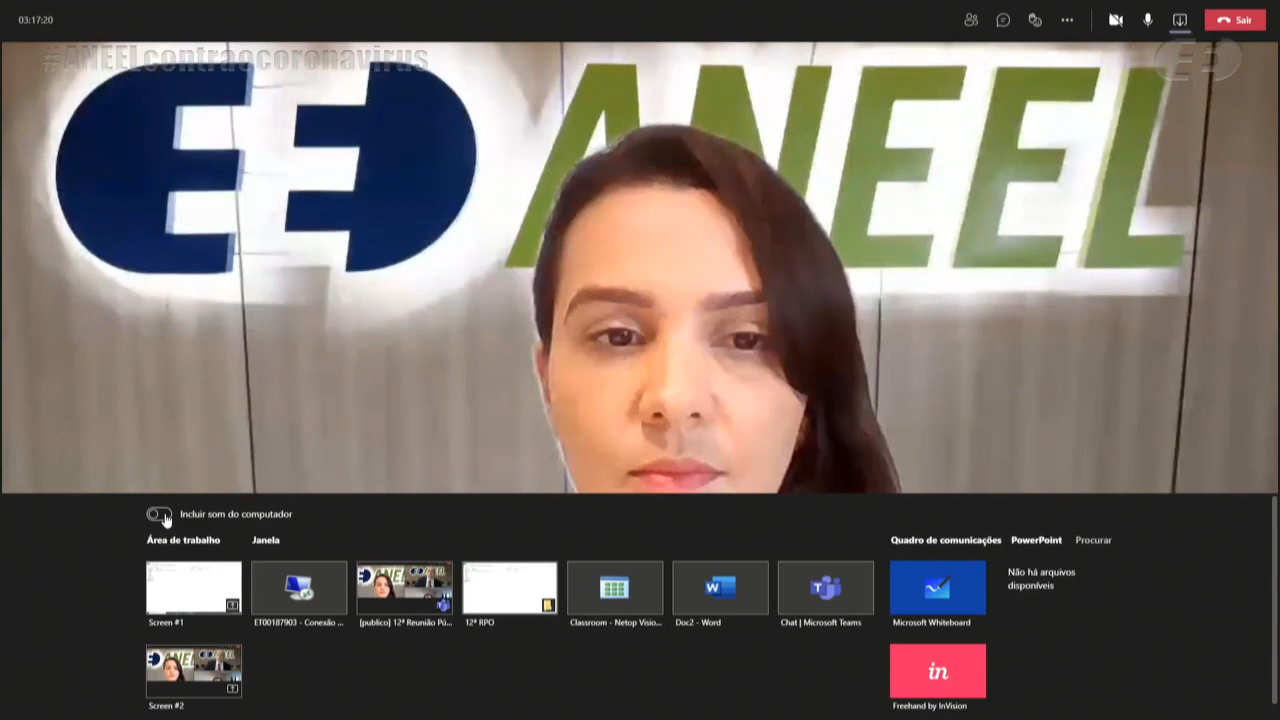 03:17:20
Sair
#ANEELcontraocoronavirus
ANEEL
Incluir som do computador
Área de trabalho
Janela
Quadro de comunicações
PowerPoint
Procurar
Não há arquivos
disponíveis
Screen #1
ET00187903 - Conexão ...
[publico] 12ª Reunião Pú...
12ª RPO
Classroom - Netop Visio...
Doc2 - Word
Chat | Microsoft Teams
Microsoft Whiteboard
in
Screen #2
Freehand by InVision